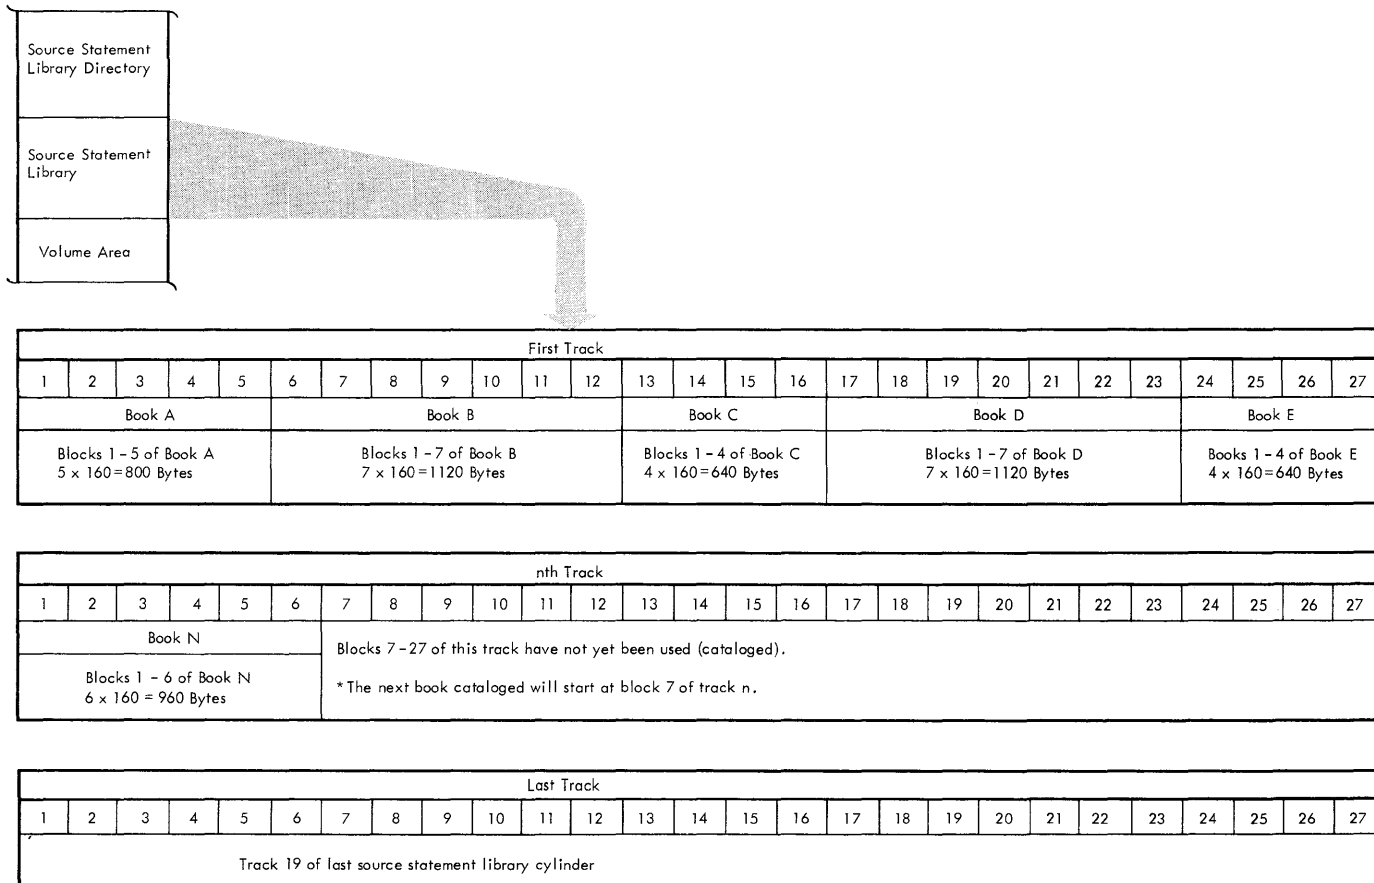 Source Statement
Library Directory
Source Statement
Library
Volume Area
First Track
1 2 3 4 5 6 7 8 9 10 11 12 13 14 15 16 17 18 19 20 21 22 23 24 25 26 27
Book A Book B Book C Book D Book E
Blocks 1 - 5 of Book A Blocks 1 - 7 of Book B Blocks 1 - 4 of Book C Blocks 1 - 7 of Book D Books 1 - 4 of Book E
5 x 160 = 800 Bytes 7 x 160 = 1120 Bytes 4 x 160 = 640 Bytes 7 x 160 = 1120 Bytes 4 x 160 = 640 Bytes
nth Track
1 2 3 4 5 6 7 8 9 10 11 12 13 14 15 16 17 18 19 20 21 22 23 24 25 26 27
Book N
Blocks 1 - 6 of Book N
6 x 160 = 960 Bytes
Blocks 7 - 27 of this track have not yet been used (cataloged).
* The next book cataloged will start at block 7 of track n.
Last Track
1 2 3 4 5 6 7 8 9 10 11 12 13 14 15 16 17 18 19 20 21 22 23 24 25 26 27
Track 19 of last source statement library cylinder